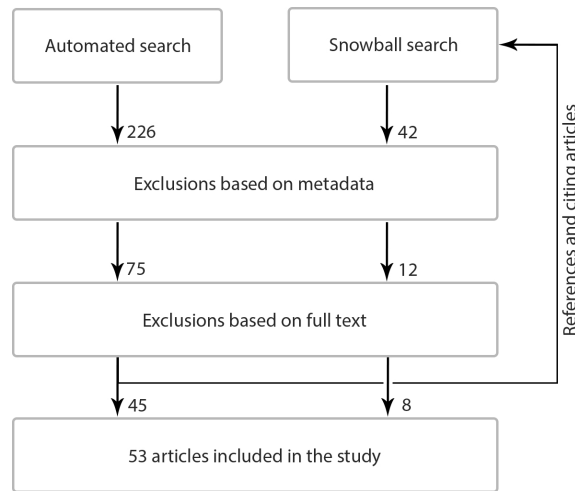 Automated search
Snowball search
226
42
Exclusions based on metadata
75
12
Exclusions based on full text
References and citing articles
45
8
53 articles included in the study